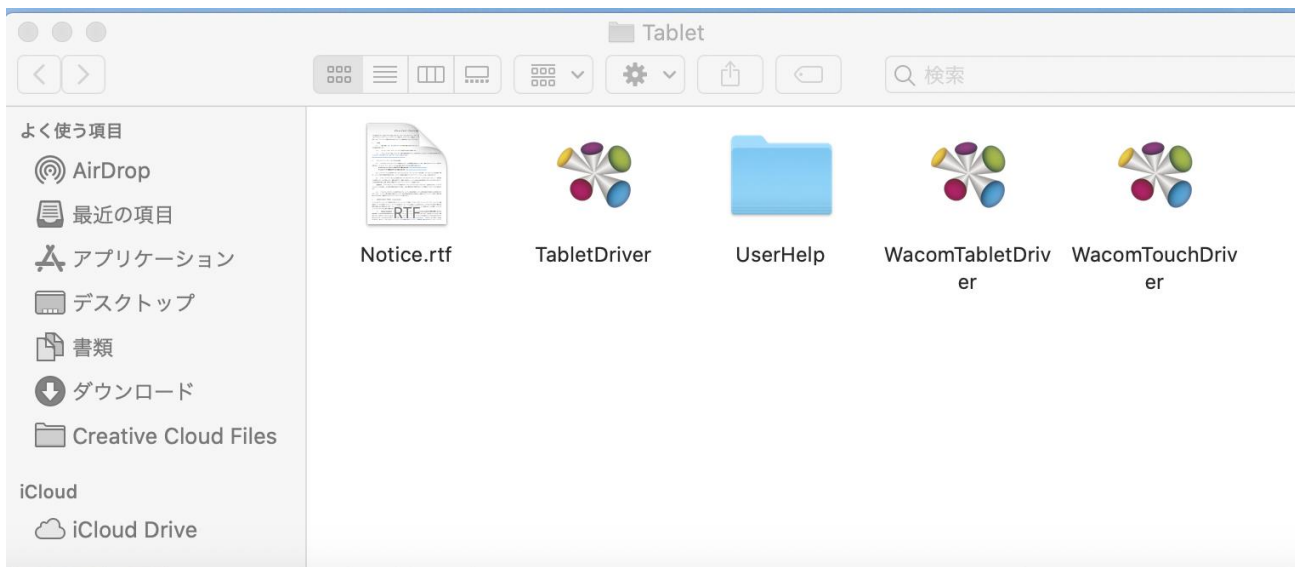 Tablet
検索
よく使う項目
AirDrop
最近の項目
アプリケーション
デスクトップ
書類
ダウンロード
Creative Cloud Files
iCloud
iCloud Drive
RTF
Notice.rtf
TabletDriver
UserHelp
WacomTabletDriv
er
WacomTouchDriv
er